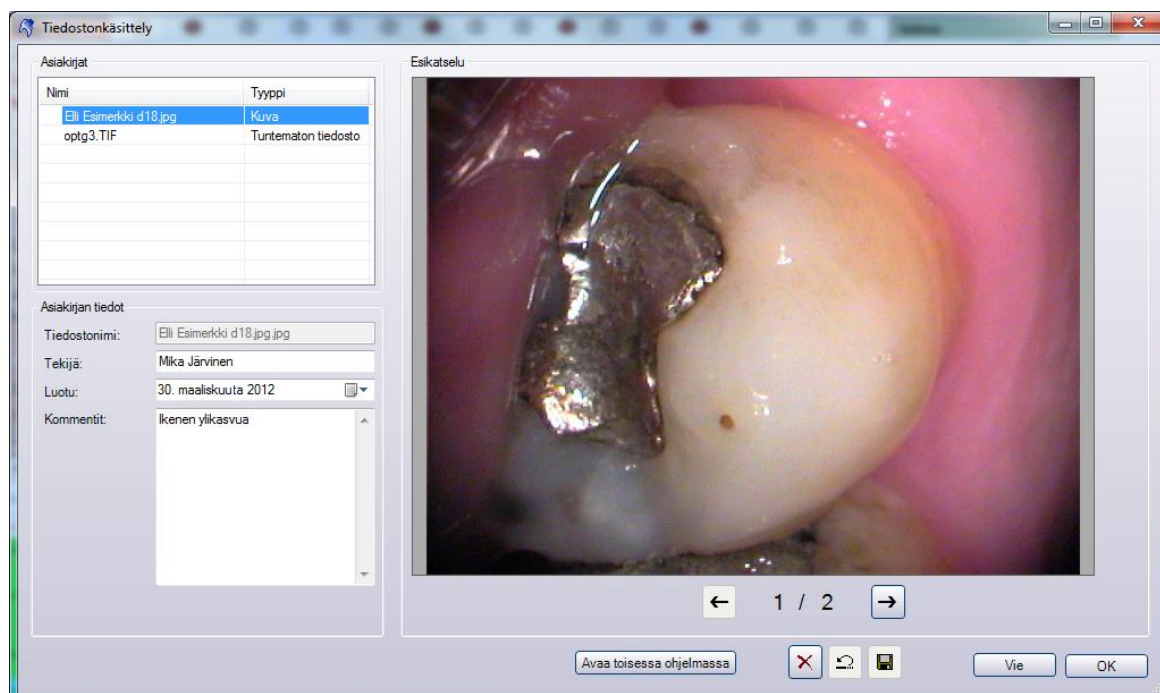 Tiedostonkäsittely
Asiakirjat
Nimi Tyyppi
Elli Esimerkki d18.jpg Kuva
optg3.TIF Tuntematon tiedosto
Asiakirjan tiedot
Tiedostonimi: Elli Esimerkki d18.jpg.jpg
Tekijä: Mika Järvinen
Luotu: 30. maaliskuuta 2012
Kommentit: Ikenen ylikasvua
Esikatselu
1 / 2
Avaa toisessa ohjelmassa
Vie
OK